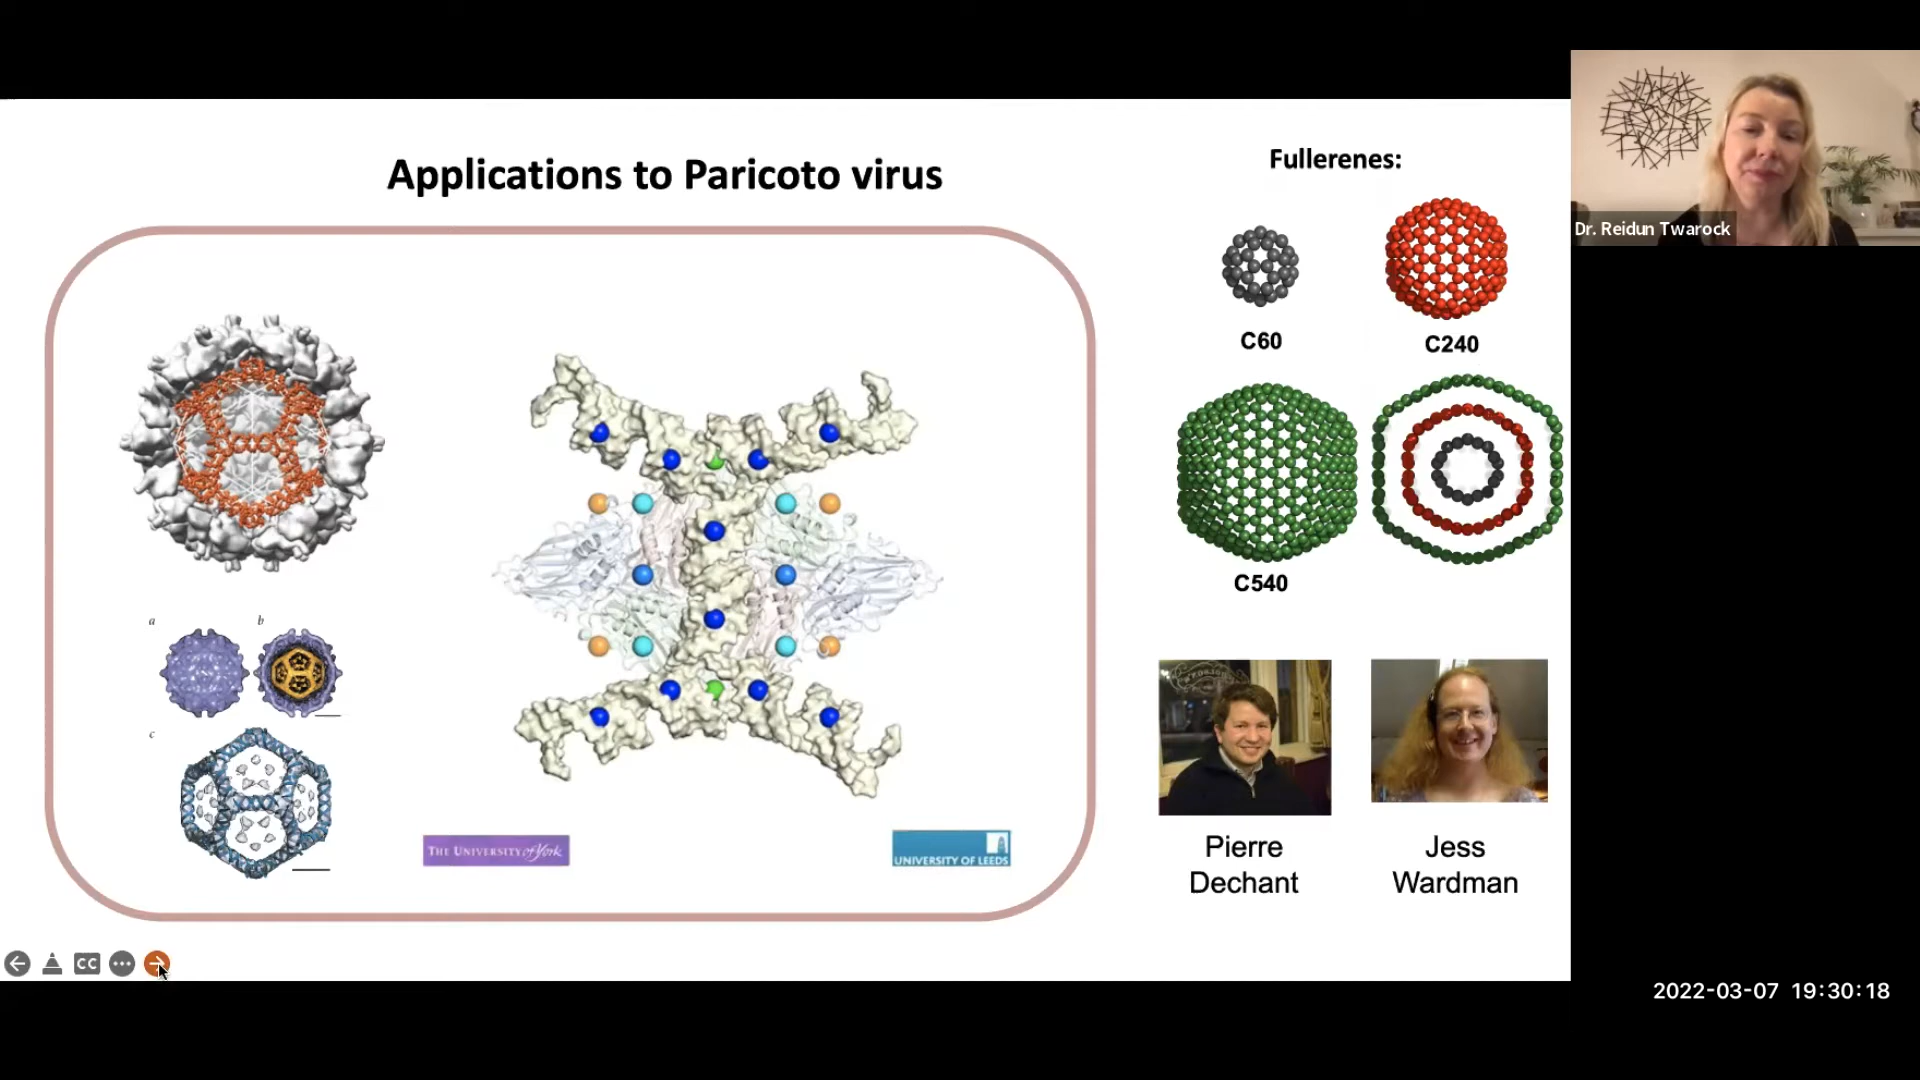 Applications to Paricoto virus
Fullerenes:
C60
C240
C540
a
b
c
THE UNIVERSITY of York
UNIVERSITY OF LEEDS
Pierre
Dechant
Jess
Wardman
Dr. Reidun Twarock
CC
2022-03-07 19:30:18